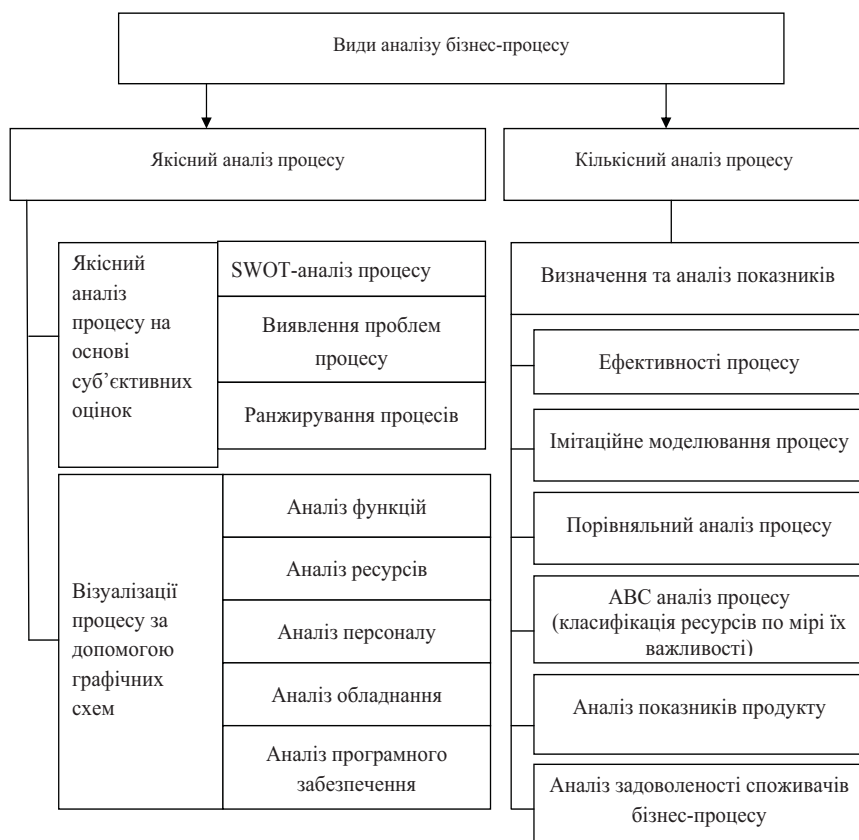 Види аналізу бізнес-процесу
Якісний аналіз процесу
Кількісний аналіз процесу
Якісний
аналіз
процесу на
основі
суб’єктивних
оцінок
SWOT-аналіз процесу
Виявлення проблем
процесу
Ранжирування процесів
Візуалізації
процесу за
допомогою
графічних
схем
Аналіз функцій
Аналіз ресурсів
Аналіз персоналу
Аналіз обладнання
Аналіз програмного
забезпечення
Визначення та аналіз показників
Ефективності процесу
Імітаційне моделювання процесу
Порівняльний аналіз процесу
АВС аналіз процесу
(класифікація ресурсів по мірі їх
важливості)
Аналіз показників продукту
Аналіз задоволеності споживачів
бізнес-процесу